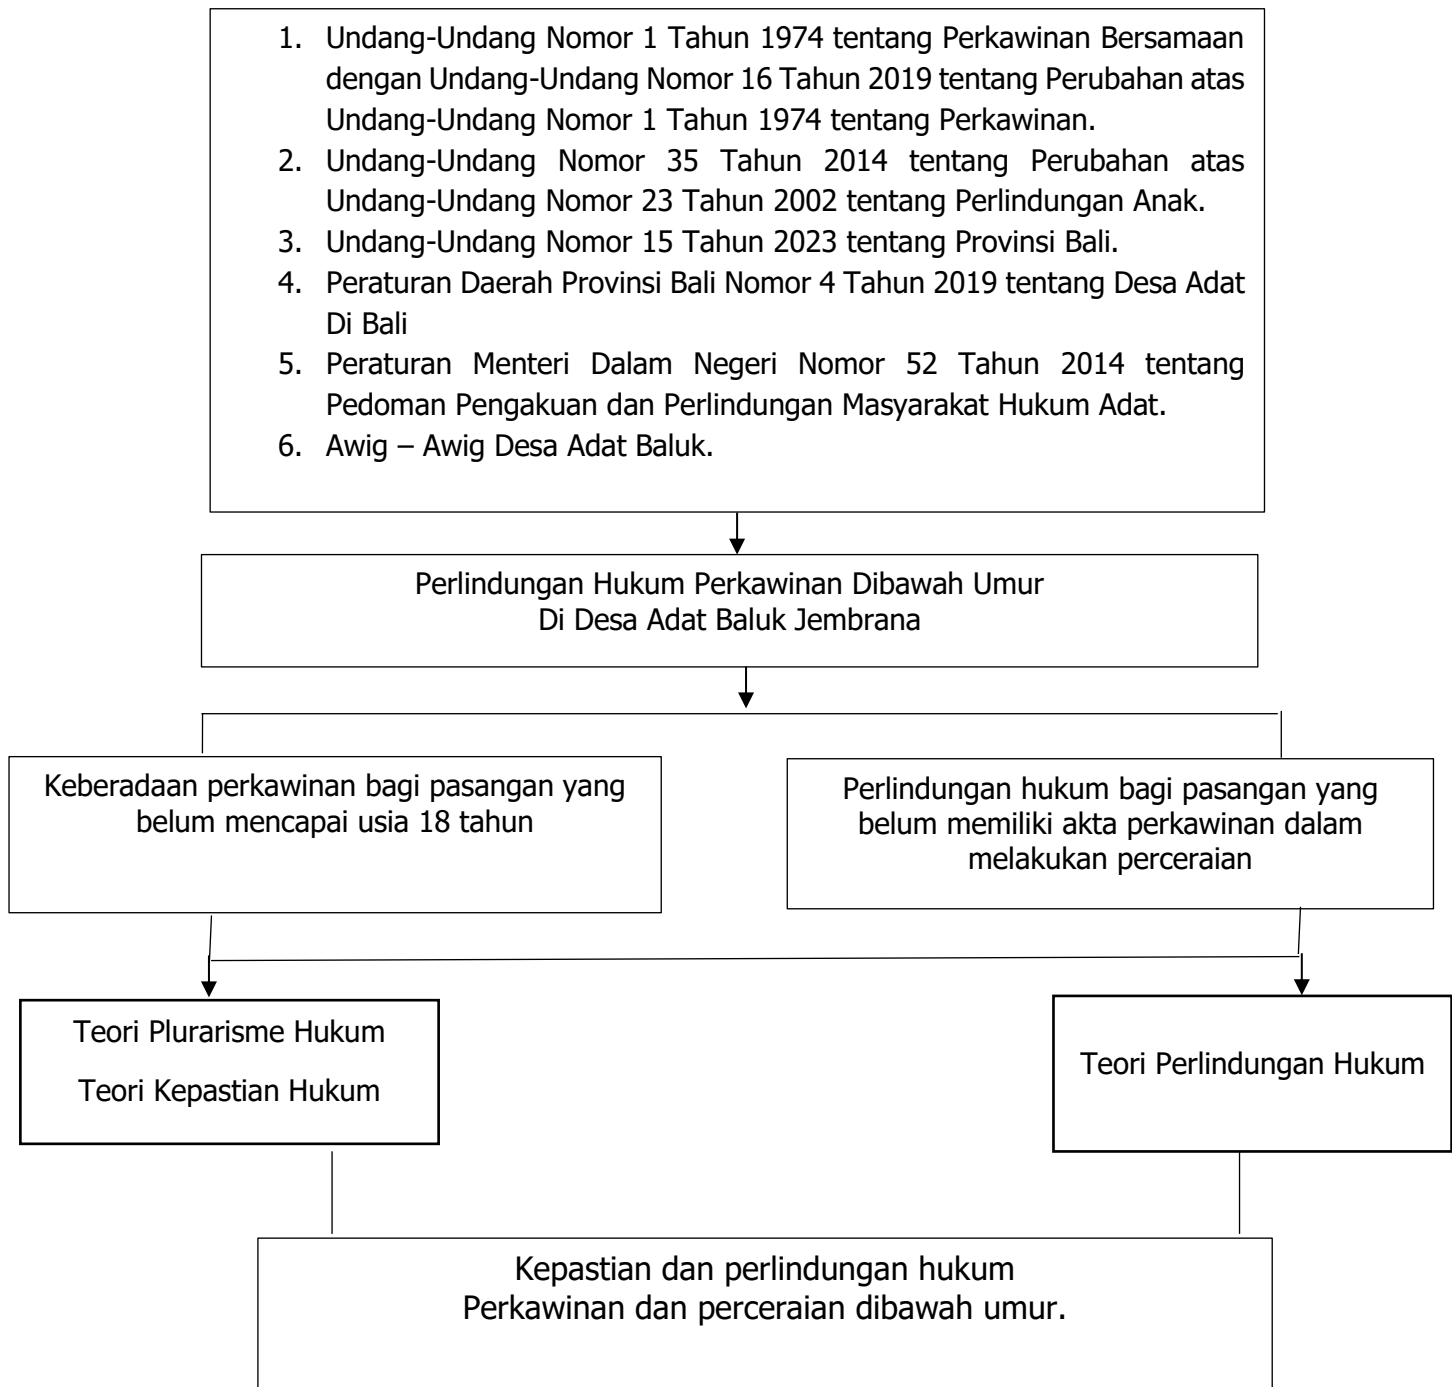 1. Undang-Undang Nomor 1 Tahun 1974 tentang Perkawinan Bersamaan
dengan Undang-Undang Nomor 16 Tahun 2019 tentang Perubahan atas
Undang-Undang Nomor 1 Tahun 1974 tentang Perkawinan.
2. Undang-Undang Nomor 35 Tahun 2014 tentang Perubahan atas
Undang-Undang Nomor 23 Tahun 2002 tentang Perlindungan Anak.
3. Undang-Undang Nomor 15 Tahun 2023 tentang Provinsi Bali.
4. Peraturan Daerah Provinsi Bali Nomor 4 Tahun 2019 tentang Desa Adat
Di Bali
5. Peraturan Menteri Dalam Negeri Nomor 52 Tahun 2014 tentang
Pedoman Pengakuan dan Perlindungan Masyarakat Hukum Adat.
6. Awig – Awig Desa Adat Baluk.
Perlindungan Hukum Perkawinan Dibawah Umur
Di Desa Adat Baluk Jembrana
Keberadaan perkawinan bagi pasangan yang
belum mencapai usia 18 tahun
Perlindungan hukum bagi pasangan yang
belum memiliki akta perkawinan dalam
melakukan perceraian
Teori Plurarisme Hukum
Teori Kepastian Hukum
Teori Perlindungan Hukum
Kepastian dan perlindungan hukum
Perkawinan dan perceraian dibawah umur.